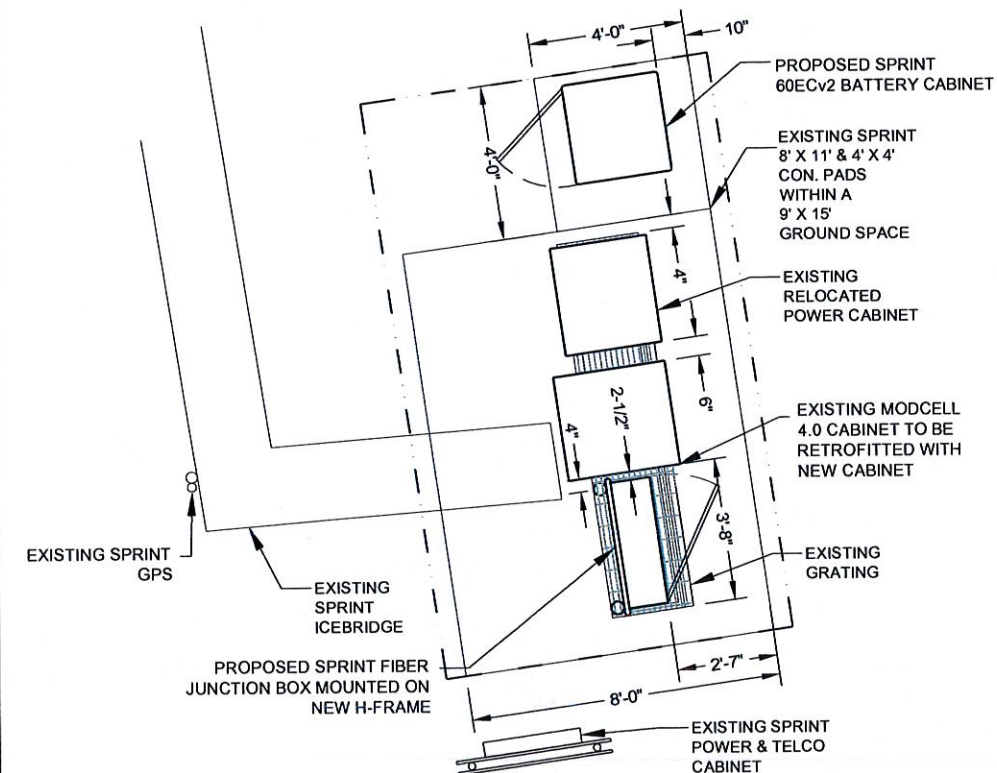 4'-0"
10"
PROPOSED SPRINT
60ECv2 BATTERY CABINET
EXISTING SPRINT
8' X 11' & 4' X 4'
CON. PADS
WITHIN A
9' X 15'
GROUND SPACE
4'-0"
EXISTING
RELOCATED
POWER CABINET
4"
6"
2-1/2"
4"
EXISTING MODCELL
4.0 CABINET TO BE
RETROFITTED WITH
NEW CABINET
3'-8"
EXISTING
GRATING
EXISTING SPRINT
GPS
EXISTING
SPRINT
ICEBRIDGE
PROPOSED SPRINT FIBER
JUNCTION BOX MOUNTED ON
NEW H-FRAME
2'-7"
8'-0"
EXISTING SPRINT
POWER & TELCO
CABINET